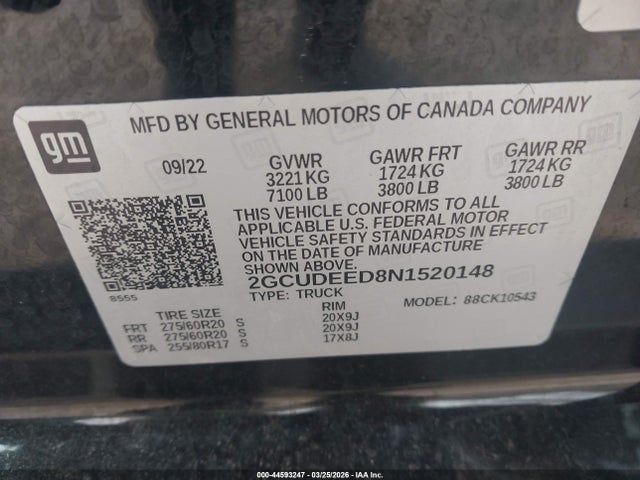 MFD BY GENERAL MOTORS OF CANADA COMPANY
gm
09/22 GVWR GAWR FRT GAWR RR
3221 KG 1724 KG 1724 KG
7100 LB 3800 LB 3800 LB
THIS VEHICLE CONFORMS TO ALL
APPLICABLE U.S. FEDERAL MOTOR
VEHICLE SAFETY STANDARDS IN EFFECT
ON THE DATE OF MANUFACTURE
SHOWN ABOVE.
8555
2GCUDEED8N1520148
TYPE: TRUCK MODEL: 88CK10543
TIRE SIZE RIM
FRT 275/60R20 S 20X9J
RR 275/60R20 S 20X9J
SPA 255/80R17 S 17X8J
000-44593247 - 03/25/2026 - IAA Inc.